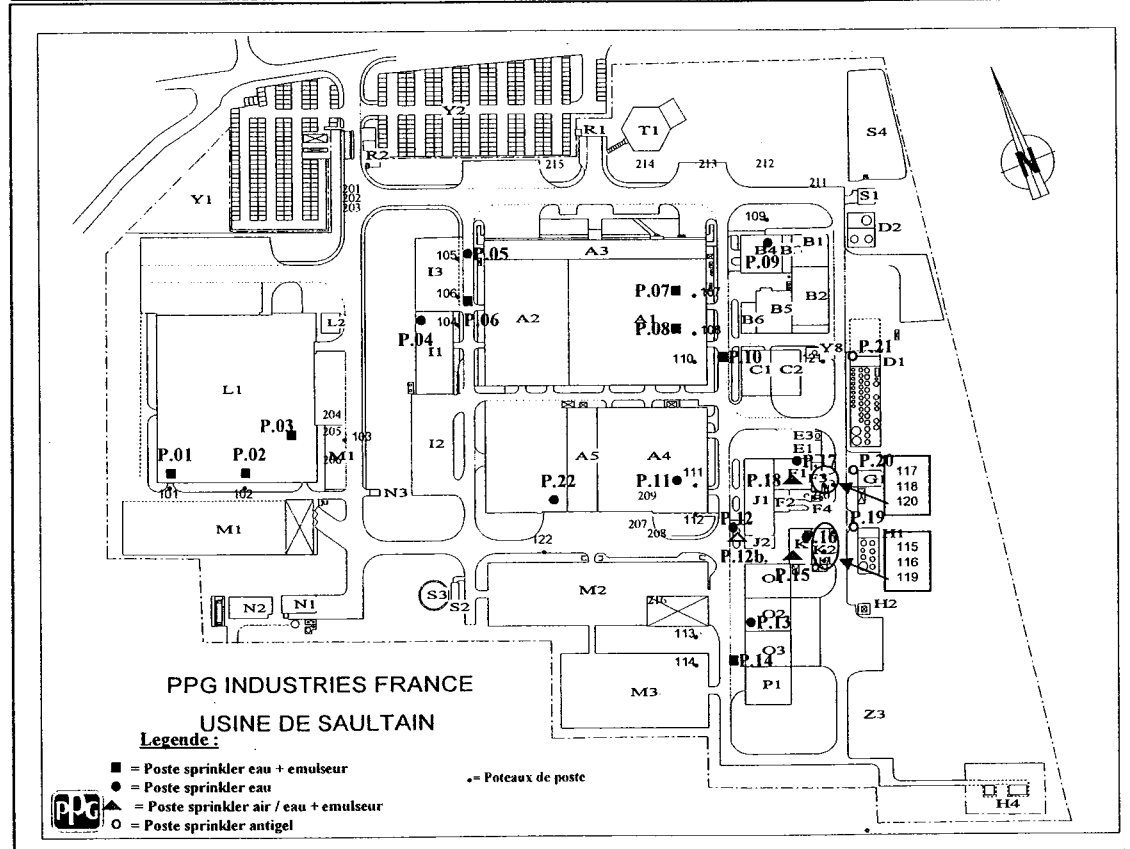 Y2
R1
T1
S4
R2
215
214
213
212
211
Y1
201
202
203
S1
D2
109
B4
B1
P.09
A3
105
P.05
I3
106
P.06
P.07
107
B2
B5
B6
L2
P.04
104
A2
A1
P.08
108
I1
110
P.10
Y8
121
P.21
D1
C1
C2
L1
204
205
103
206
P.03
M1
P.01
P.02
101
102
I2
E3
E1
A5
A4
P.17
P.20
117
118
120
P.18
F1
G1
P.11
111
209
J1
F2
F4
N3
P.22
112
207
208
P.12
P.19
H1
M1
122
J2
P.16
K2
P.12b.
P.15
115
116
119
S3
S2
M2
216
O1
O2
H2
N2
N1
P.13
113
O3
114
P.14
M3
P1
Z3
PPG INDUSTRIES FRANCE
USINE DE SAULTAIN
Legende :
■ = Poste sprinkler eau + emulseur
● = Poste sprinkler eau
▲ = Poste sprinkler air / eau + emulseur
o = Poste sprinkler antigel
.= Poteaux de poste
PPG
H4
N